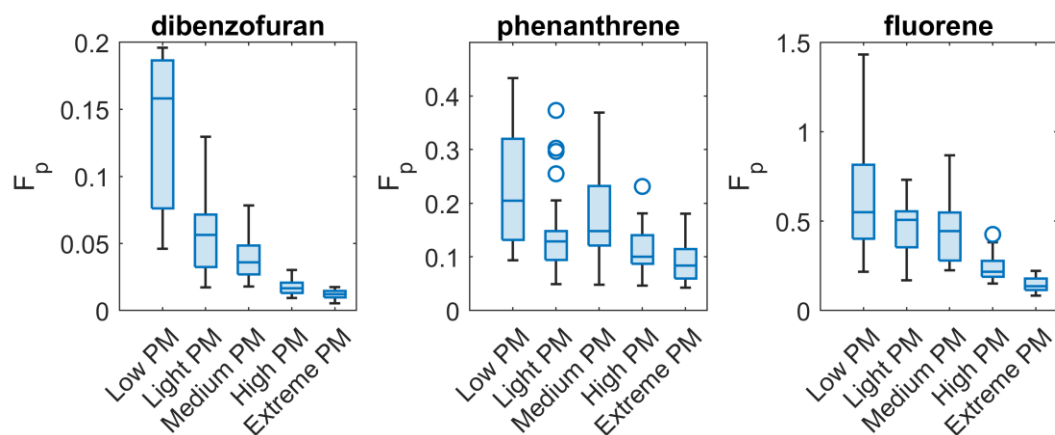 dibenzofuran
0.2
0.15
0.1
0.05
0
F_p
Low PM
Light PM
Medium PM
High PM
Extreme PM
phenanthrene
0.4
0.3
0.2
0.1
0
F_p
Low PM
Light PM
Medium PM
High PM
Extreme PM
fluorene
1.5
1
0.5
0
F_p
Low PM
Light PM
Medium PM
High PM
Extreme PM